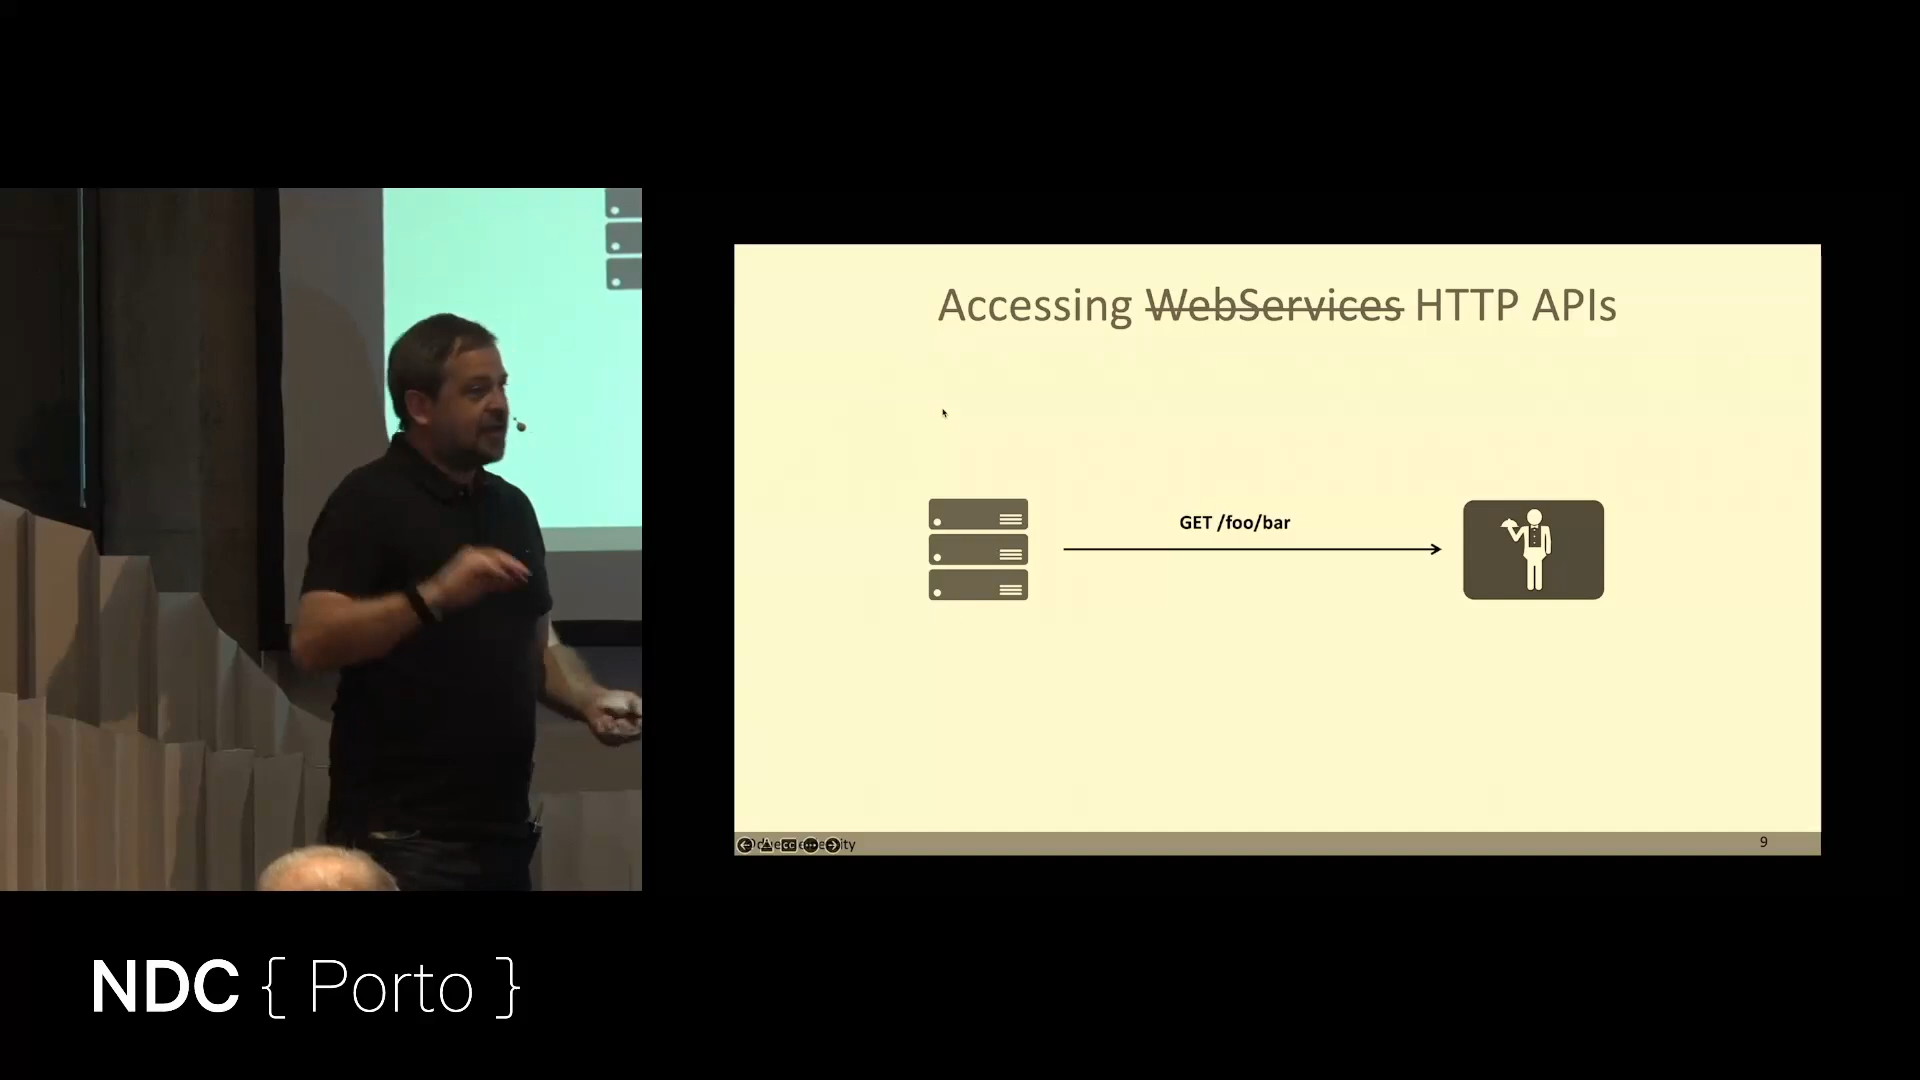 Accessing WebServices HTTP APIs
GET /foo/bar
9
NDC { Porto }